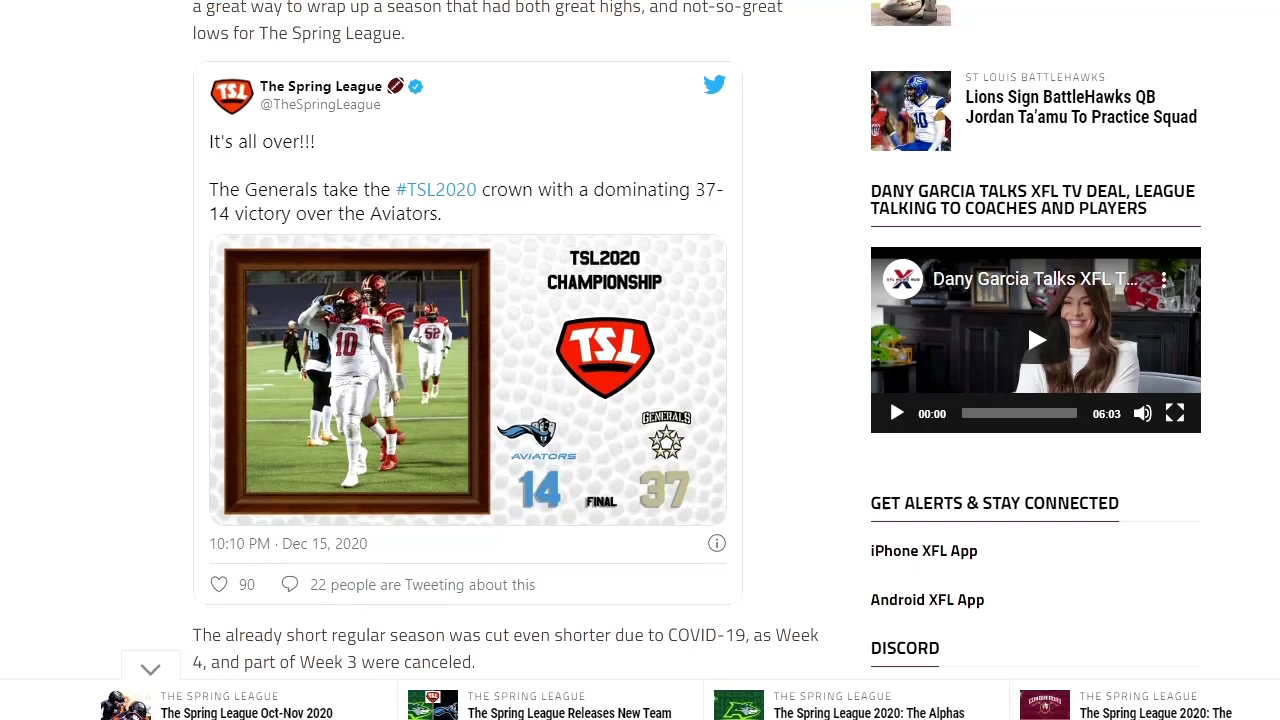 a great way to wrap up a season that had both great highs, and not-so-great
lows for The Spring League.
TSL
The Spring League
@TheSpringLeague
It's all over!!!
The Generals take the #TSL2020 crown with a dominating 37-
14 victory over the Aviators.
10
52
TSL2020
CHAMPIONSHIP
TSL
AVIATORS
GENERALS
14
FINAL
37
10:10 PM · Dec 15, 2020
90
22 people are Tweeting about this
The already short regular season was cut even shorter due to COVID-19, as Week
4, and part of Week 3 were canceled.
ST LOUIS BATTLEHAWKS
Lions Sign BattleHawks QB
Jordan Ta'amu To Practice Squad
10
DANY GARCIA TALKS XFL TV DEAL, LEAGUE
TALKING TO COACHES AND PLAYERS
Dany Garcia Talks XFL T...
00:00
06:03
GET ALERTS & STAY CONNECTED
iPhone XFL App
Android XFL App
DISCORD
THE SPRING LEAGUE
The Spring League Oct-Nov 2020
THE SPRING LEAGUE
The Spring League Releases New Team
THE SPRING LEAGUE
The Spring League 2020: The Alphas
THE SPRING LEAGUE
The Spring League 2020: The